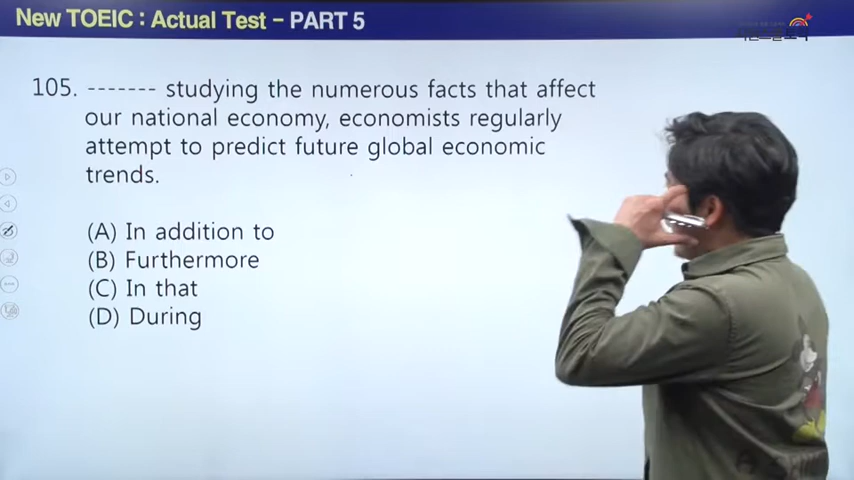 New TOEIC : Actual Test – PART 5
105. ------- studying the numerous facts that affect
our national economy, economists regularly
attempt to predict future global economic
trends.
(A) In addition to
(B) Furthermore
(C) In that
(D) During